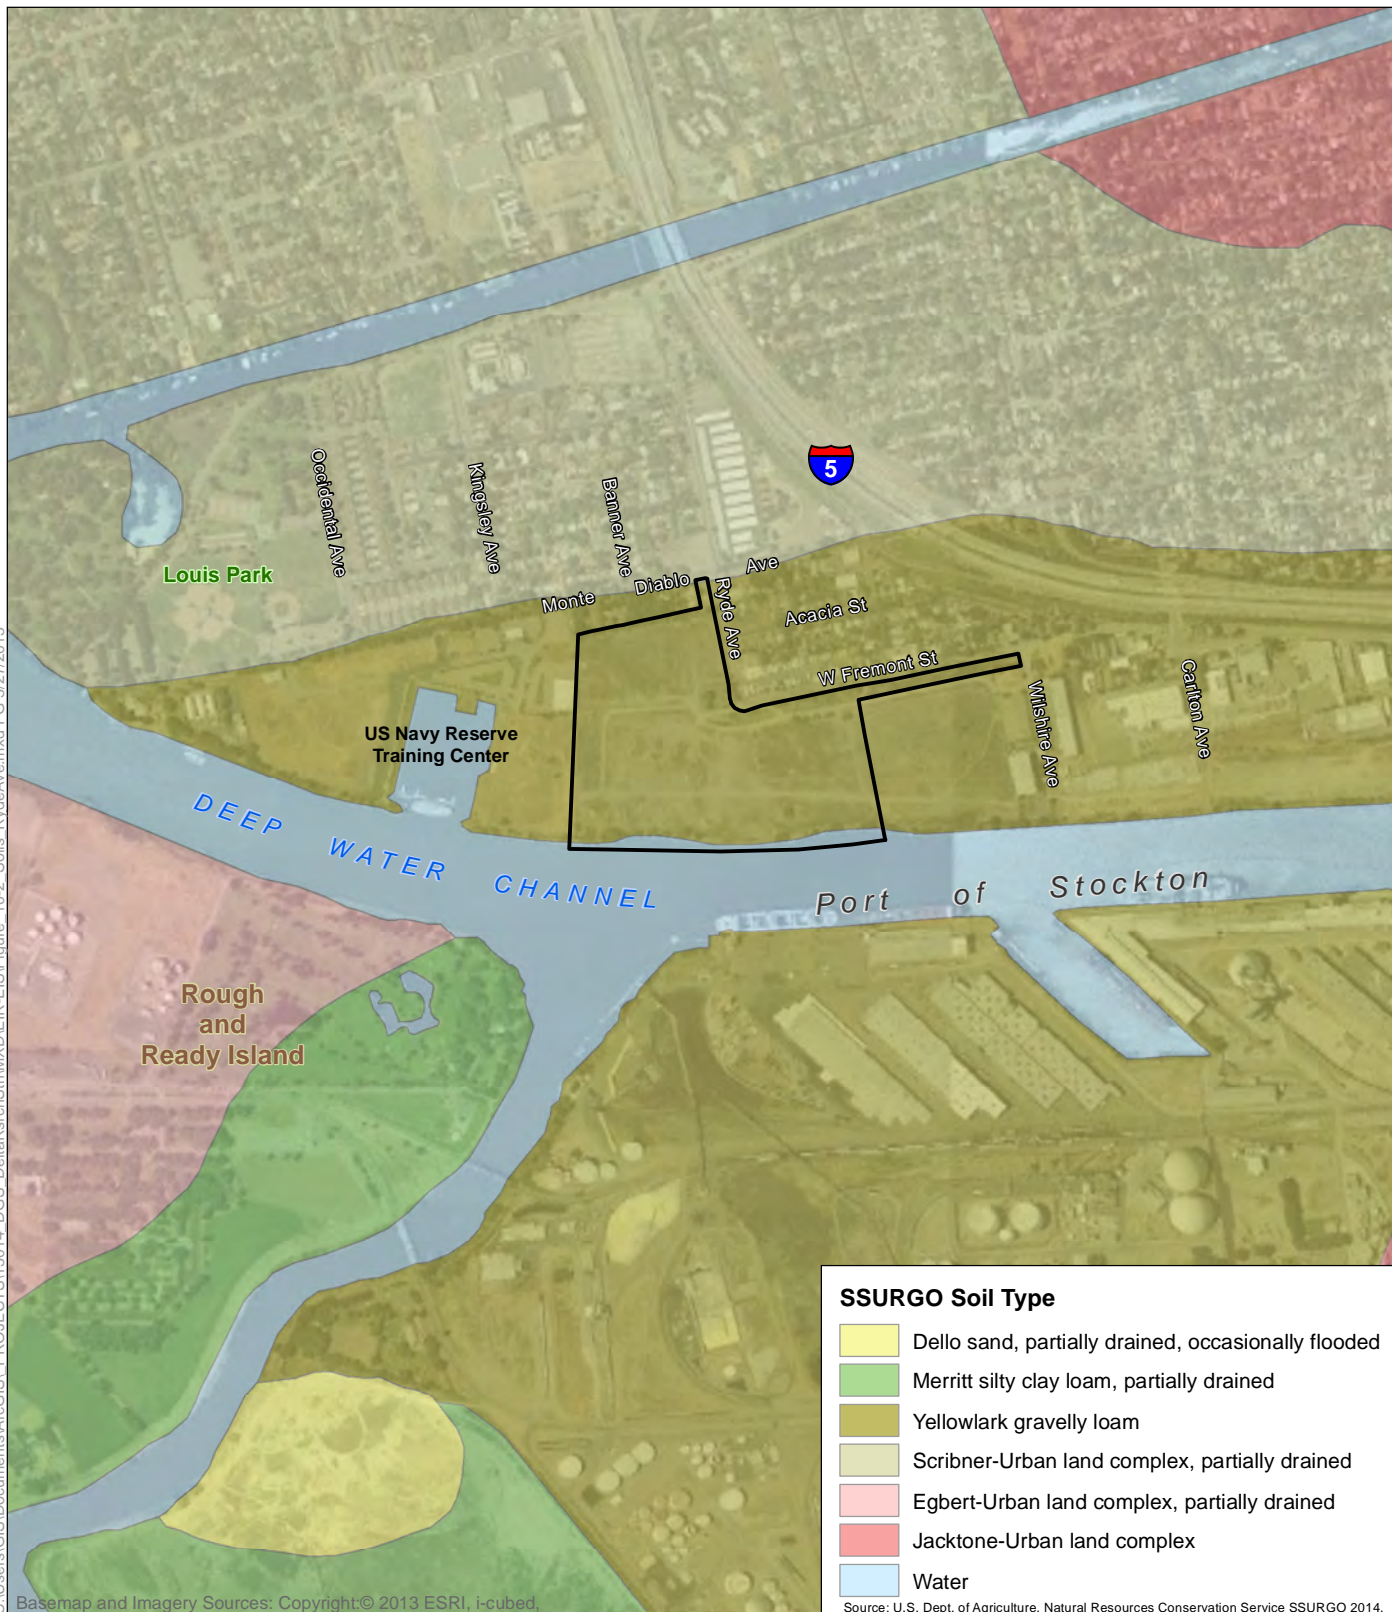 5
Occidental Ave
Kingsley Ave
Banner Ave
Louis Park
Monte Diablo Ave
Ryde Ave
Acacia St
W Fremont St
Wilshire Ave
Carlton Ave
US Navy Reserve
Training Center
DEEP WATER CHANNEL
Port of Stockton
Rough
and
Ready Island
SSURGO Soil Type
Dello sand, partially drained, occasionally flooded
Merritt silty clay loam, partially drained
Yellowlark gravelly loam
Scribner-Urban land complex, partially drained
Egbert-Urban land complex, partially drained
Jacktone-Urban land complex
Water
Source: U.S. Dept. of Agriculture, Natural Resources Conservation Service SSURGO 2014.
Basemap and Imagery Sources: Copyright:© 2013 ESRI, i-cubed,